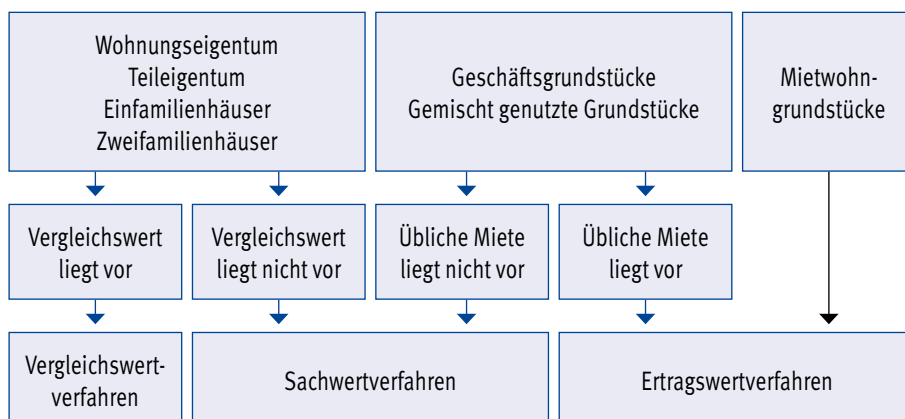 Wohnungseigentum
Teileigentum
Einfamilienhäuser
Zweifamilienhäuser
Geschäftsgrundstücke
Gemischt genutzte Grundstücke
Mietwohn-
grundstücke
Vergleichswert
liegt vor
Vergleichswert
liegt nicht vor
Übliche Miete
liegt nicht vor
Übliche Miete
liegt vor
Vergleichswert-
verfahren
Sachwertverfahren
Ertragswertverfahren